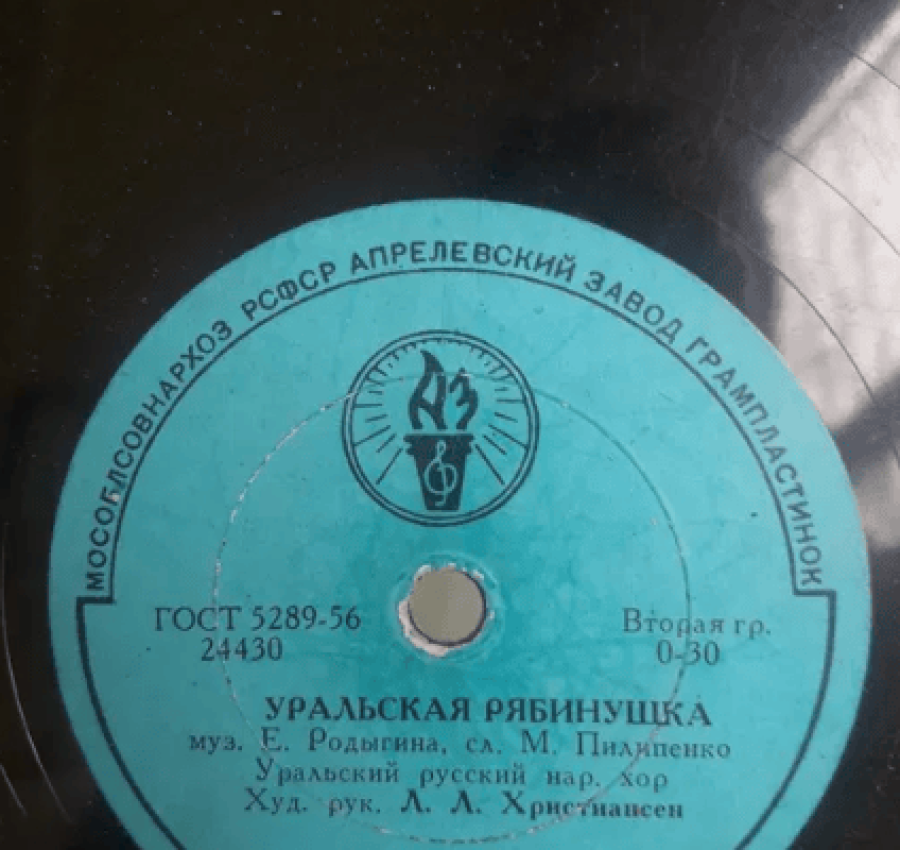 МОСОБЛСОВНАРХОЗ РСФСР АПРЕЛЕВСКИЙ ЗАВОД ГРАМПЛАСТИНОК
АЗ
ГОСТ 5289-56
24430
Вторая гр.
0-30
УРАЛЬСКАЯ РЯБИНУШКА
муз. Е. Родыгина, сл. М. Пилипенко
Уральский русский нар. хор
Худ. рук. Л. Л. Христиансен